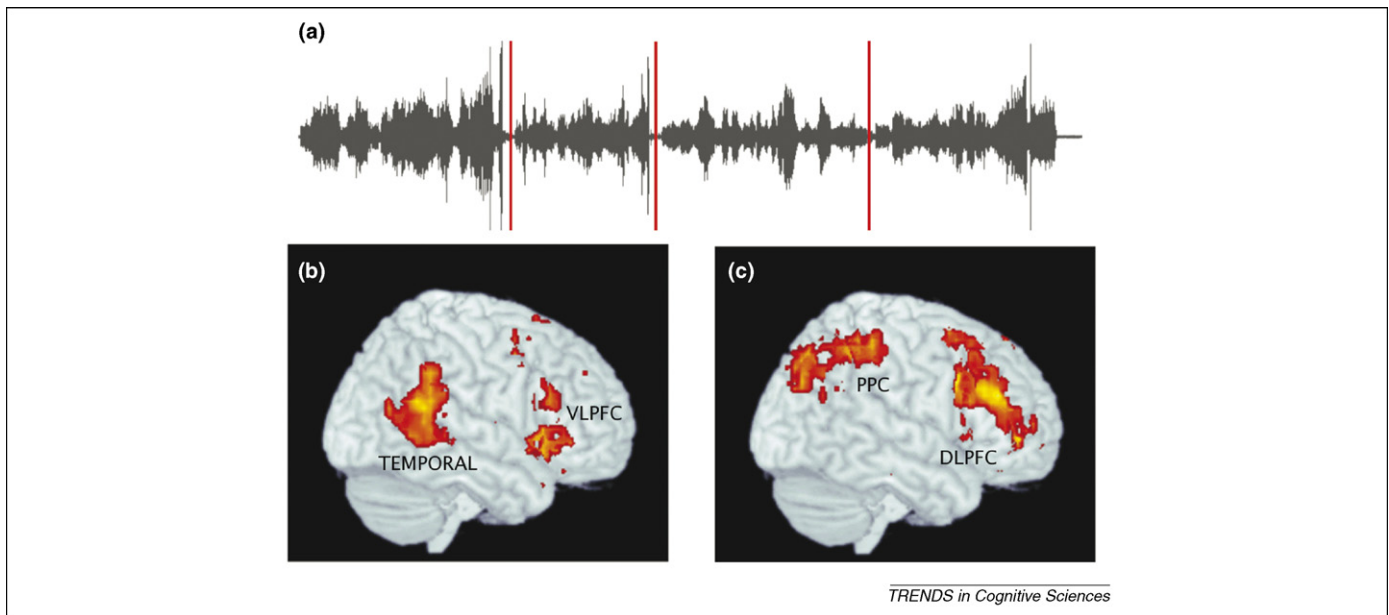 (a)
(b)
VLPFC
TEMPORAL
(c)
PPC
DLPFC
TRENDS in Cognitive Sciences